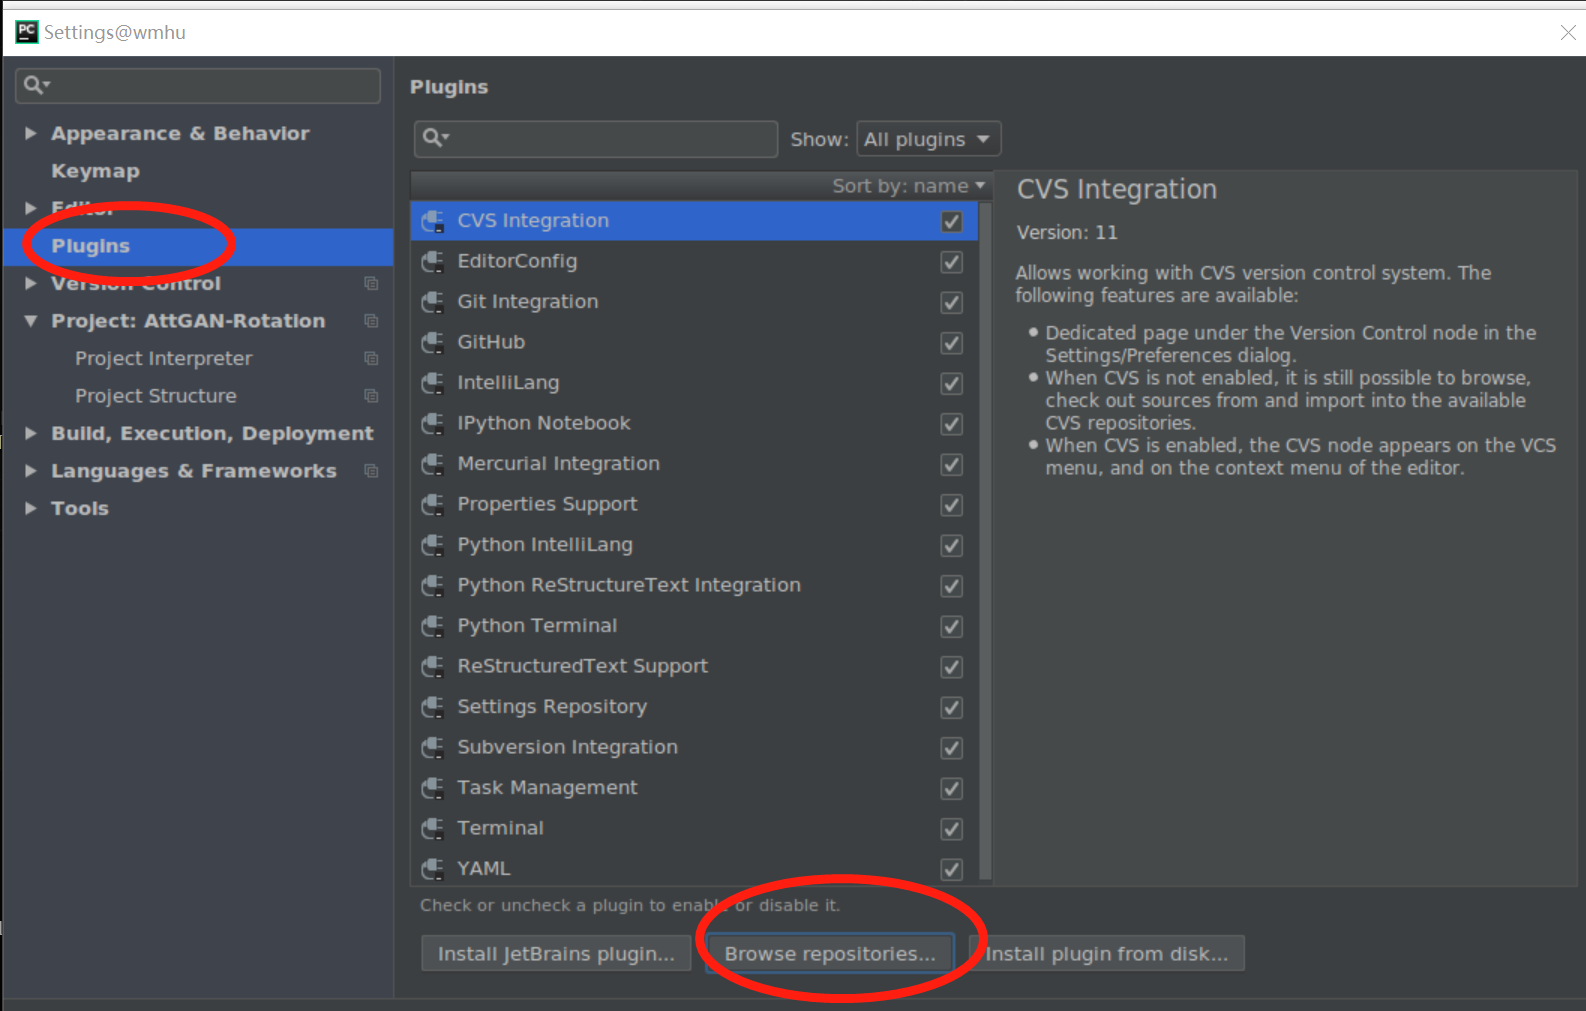 PC
Settings@wmhu
Appearance & Behavior
Keymap
Editor
Plugins
Version Control
Project: AttGAN-Rotation
Project Interpreter
Project Structure
Build, Execution, Deployment
Languages & Frameworks
Tools
Plugins
Show: All plugins
Sort by: name
CVS Integration
EditorConfig
Git Integration
GitHub
IntelliLang
IPython Notebook
Mercurial Integration
Properties Support
Python IntelliLang
Python ReStructureText Integration
Python Terminal
ReStructuredText Support
Settings Repository
Subversion Integration
Task Management
Terminal
YAML
Check or uncheck a plugin to enable or disable it.
Install JetBrains plugin...
Browse repositories...
Install plugin from disk...
CVS Integration
Version: 11
Allows working with CVS version control system. The
following features are available:
Dedicated page under the Version Control node in the
Settings/Preferences dialog.
When CVS is not enabled, it is still possible to browse,
check out sources from and import into the available
CVS repositories.
When CVS is enabled, the CVS node appears on the VCS
menu, and on the context menu of the editor.